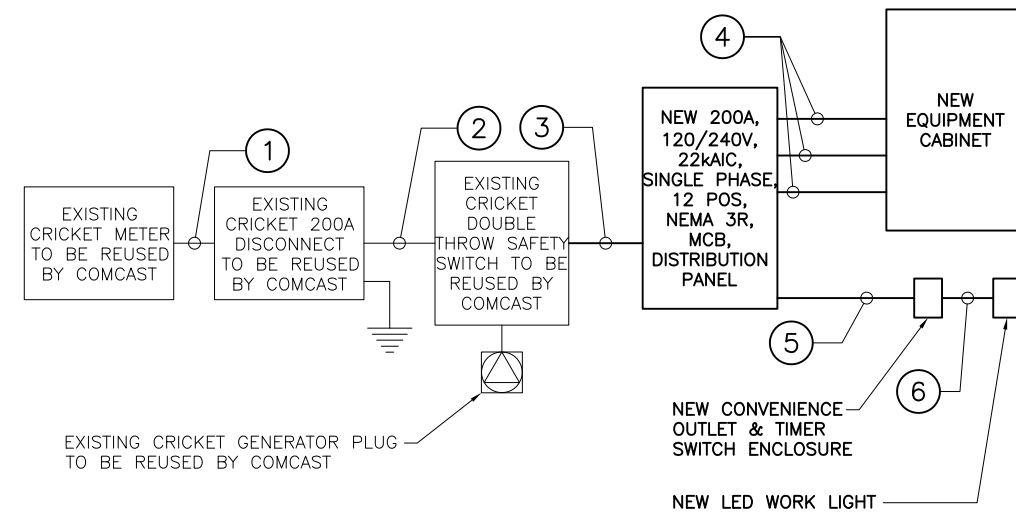 4
NEW
EQUIPMENT
CABINET
NEW 200A,
120/240V,
22kAIC,
SINGLE PHASE,
12 POS,
NEMA 3R,
MCB,
DISTRIBUTION
PANEL
1
2
3
EXISTING
CRICKET METER
TO BE REUSED
BY COMCAST
EXISTING
CRICKET 200A
DISCONNECT
TO BE REUSED
BY COMCAST
EXISTING
CRICKET
DOUBLE
THROW SAFETY
SWITCH TO BE
REUSED BY
COMCAST
5
6
NEW CONVENIENCE
OUTLET & TIMER
SWITCH ENCLOSURE
EXISTING CRICKET GENERATOR PLUG
TO BE REUSED BY COMCAST
NEW LED WORK LIGHT